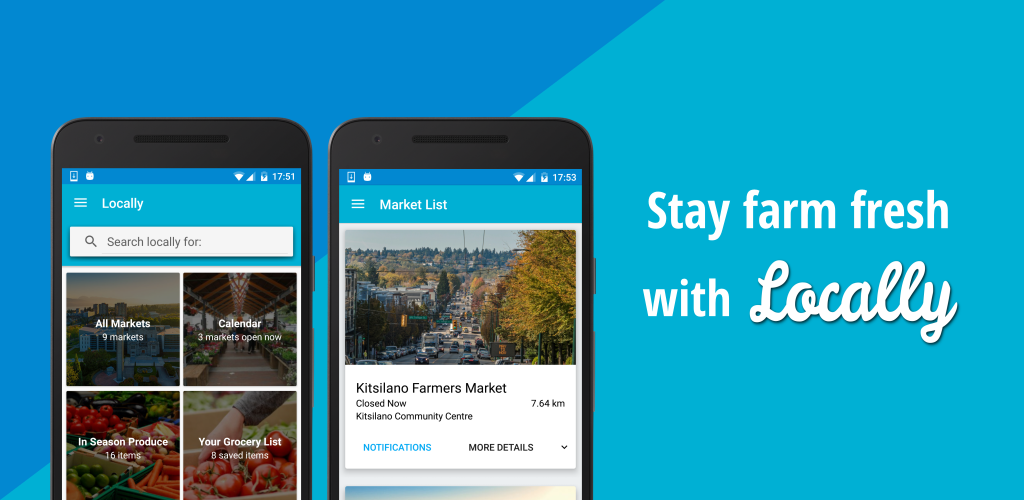 17:51
Locally
Search locally for:
All Markets
9 markets
Calendar
3 markets open now
In Season Produce
16 items
Your Grocery List
8 saved items
17:53
Market List
Kitsilano Farmers Market
Closed Now
7.64 km
Kitsilano Community Centre
NOTIFICATIONS
MORE DETAILS
Stay farm fresh
with Locally